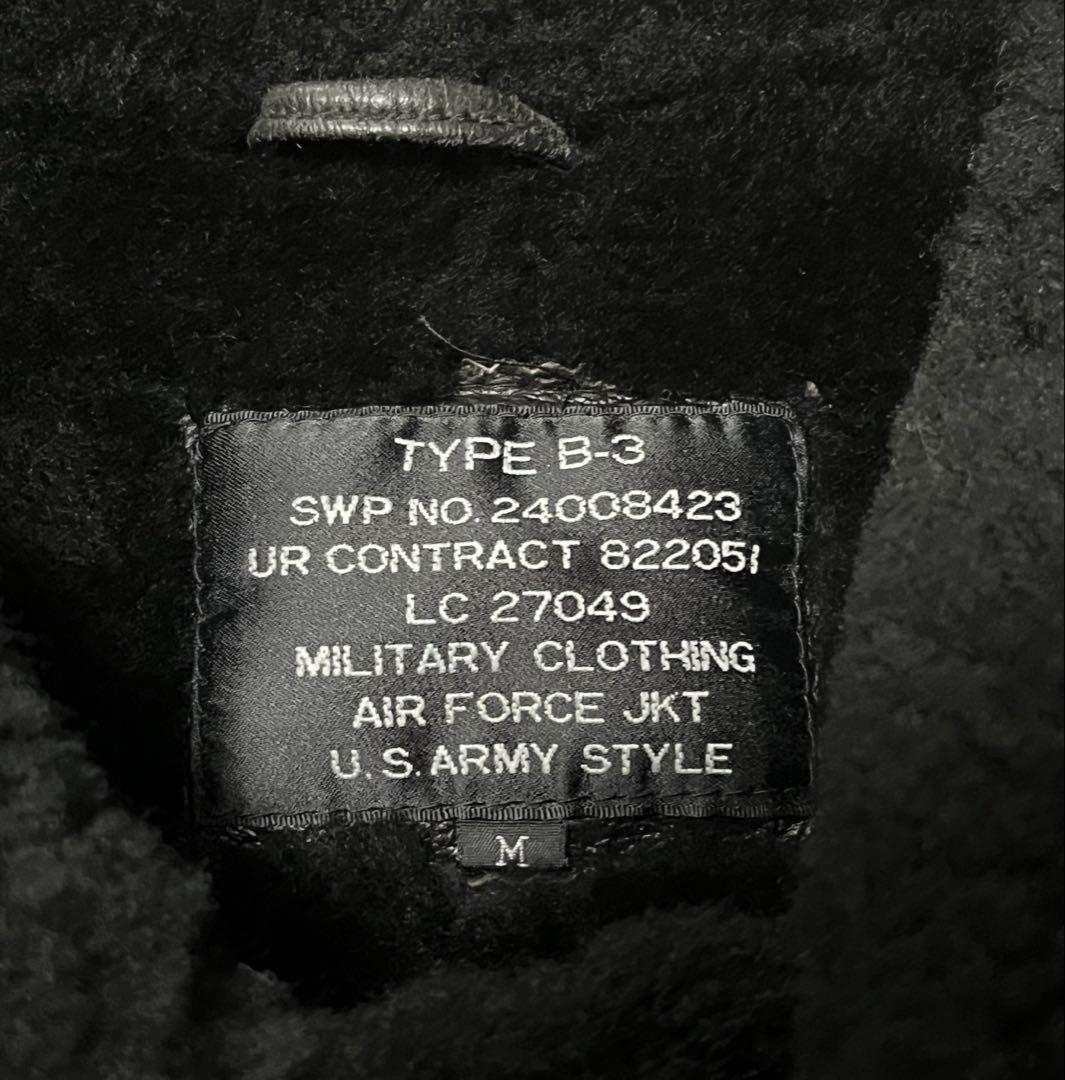 TYPE B-3
SWP NO. 24008423
UR CONTRACT 822051
LC 27049
MILITARY CLOTHING
AIR FORCE JKT
U.S. ARMY STYLE
M